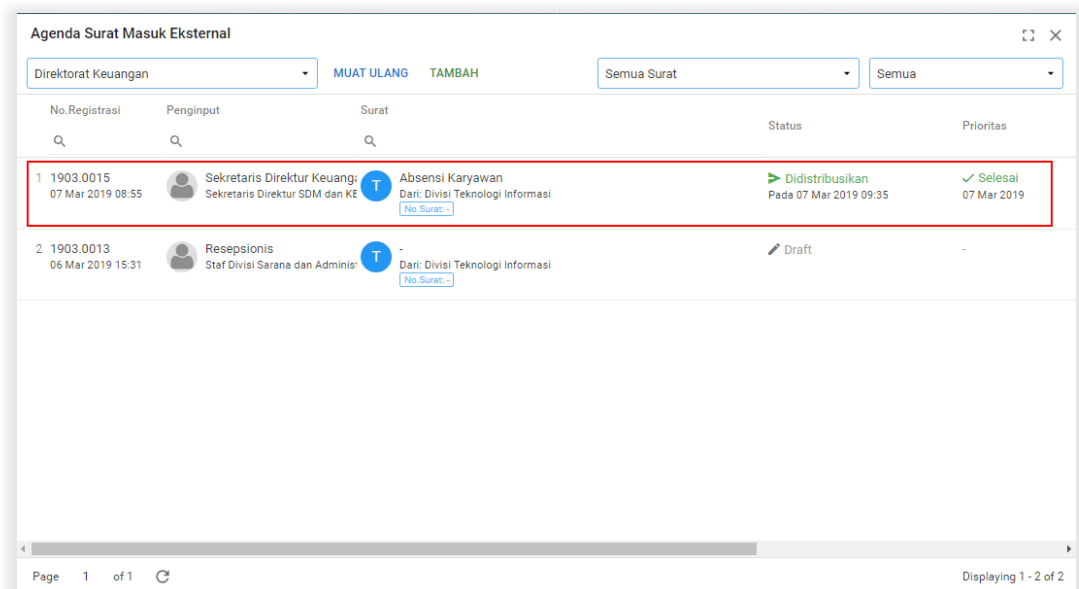 Agenda Surat Masuk Eksternal
Direktorat Keuangan MUAT ULANG TAMBAH Semua Surat Semua
No.Registrasi Penginput Surat Status Prioritas
1 1903.0015 Sekretaris Direktur Keuanga T Absensi Karyawan Didistribusikan Selesai
07 Mar 2019 08:55 Sekretaris Direktur SDM dan KE Dari: Divisi Teknologi Informasi Pada 07 Mar 2019 09:35 07 Mar 2019
No.Surat: -
2 1903.0013 Resepsionis T - Draft -
06 Mar 2019 15:31 Staf Divisi Sarana dan Adminis Dari: Divisi Teknologi Informasi
No.Surat: -
Page 1 of 1 Displaying 1 - 2 of 2